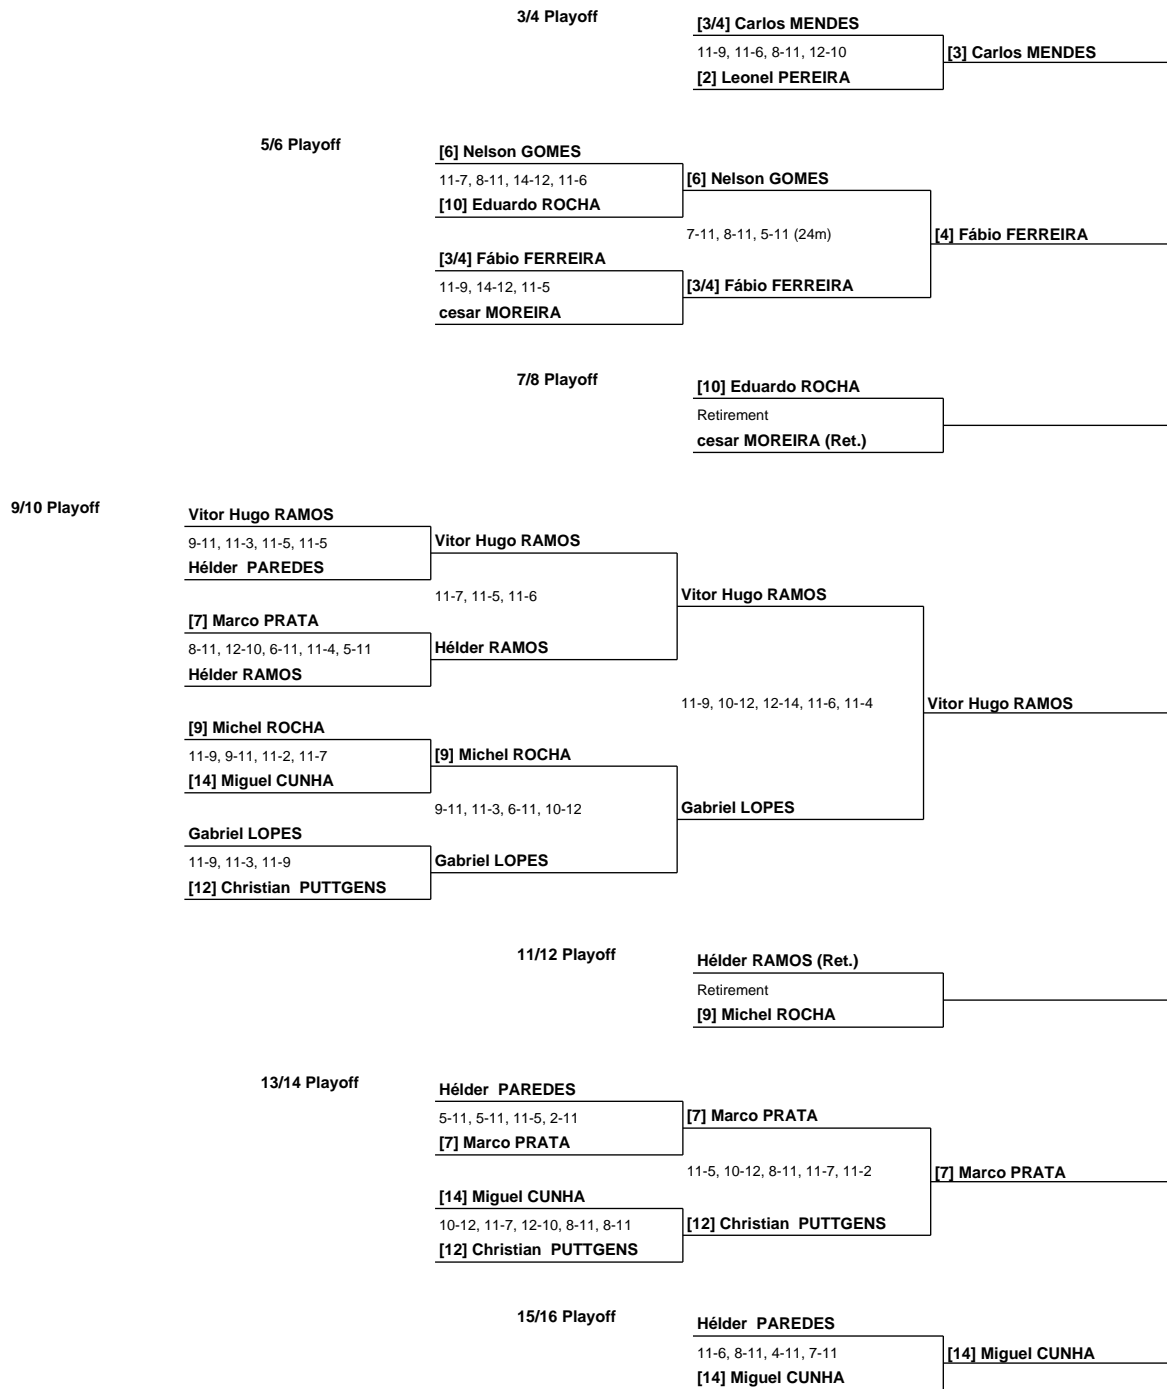 3/4 Playoff
[3/4] Carlos MENDES
11-9, 11-6, 8-11, 12-10
[3] Carlos MENDES
[2] Leonel PEREIRA
5/6 Playoff
[6] Nelson GOMES
11-7, 8-11, 14-12, 11-6
[6] Nelson GOMES
[10] Eduardo ROCHA
7-11, 8-11, 5-11 (24m)
[4] Fábio FERREIRA
[3/4] Fábio FERREIRA
11-9, 14-12, 11-5
[3/4] Fábio FERREIRA
cesar MOREIRA
7/8 Playoff
[10] Eduardo ROCHA
Retirement
cesar MOREIRA (Ret.)
9/10 Playoff
Vitor Hugo RAMOS
9-11, 11-3, 11-5, 11-5
Vitor Hugo RAMOS
Hélder  PAREDES
11-7, 11-5, 11-6
Vitor Hugo RAMOS
[7] Marco PRATA
8-11, 12-10, 6-11, 11-4, 5-11
Hélder RAMOS
Hélder RAMOS
11-9, 10-12, 12-14, 11-6, 11-4
Vitor Hugo RAMOS
[9] Michel ROCHA
11-9, 9-11, 11-2, 11-7
[9] Michel ROCHA
[14] Miguel CUNHA
9-11, 11-3, 6-11, 10-12
Gabriel LOPES
Gabriel LOPES
11-9, 11-3, 11-9
Gabriel LOPES
[12] Christian  PUTTGENS
11/12 Playoff
Hélder RAMOS (Ret.)
Retirement
[9] Michel ROCHA
13/14 Playoff
Hélder  PAREDES
5-11, 5-11, 11-5, 2-11
[7] Marco PRATA
[7] Marco PRATA
11-5, 10-12, 8-11, 11-7, 11-2
[7] Marco PRATA
[14] Miguel CUNHA
10-12, 11-7, 12-10, 8-11, 8-11
[12] Christian  PUTTGENS
[12] Christian  PUTTGENS
15/16 Playoff
Hélder  PAREDES
11-6, 8-11, 4-11, 7-11
[14] Miguel CUNHA
[14] Miguel CUNHA